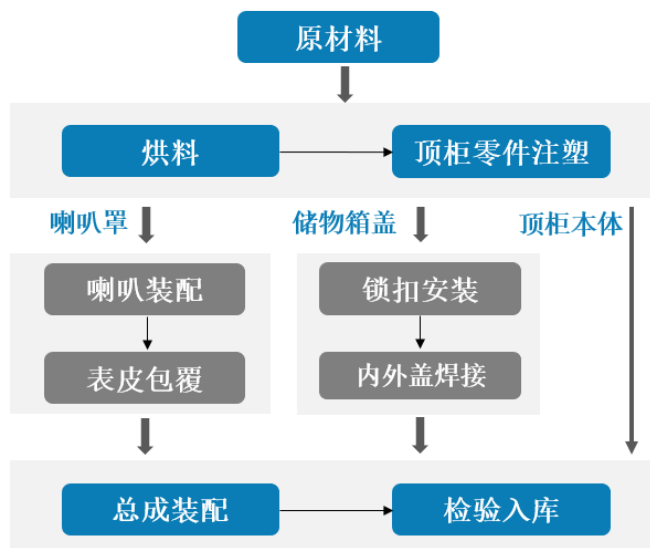 原材料
烘料
顶柜零件注塑
喇叭罩
储物箱盖
顶柜本体
喇叭装配
锁扣安装
表皮包覆
内外盖焊接
总成装配
检验入库